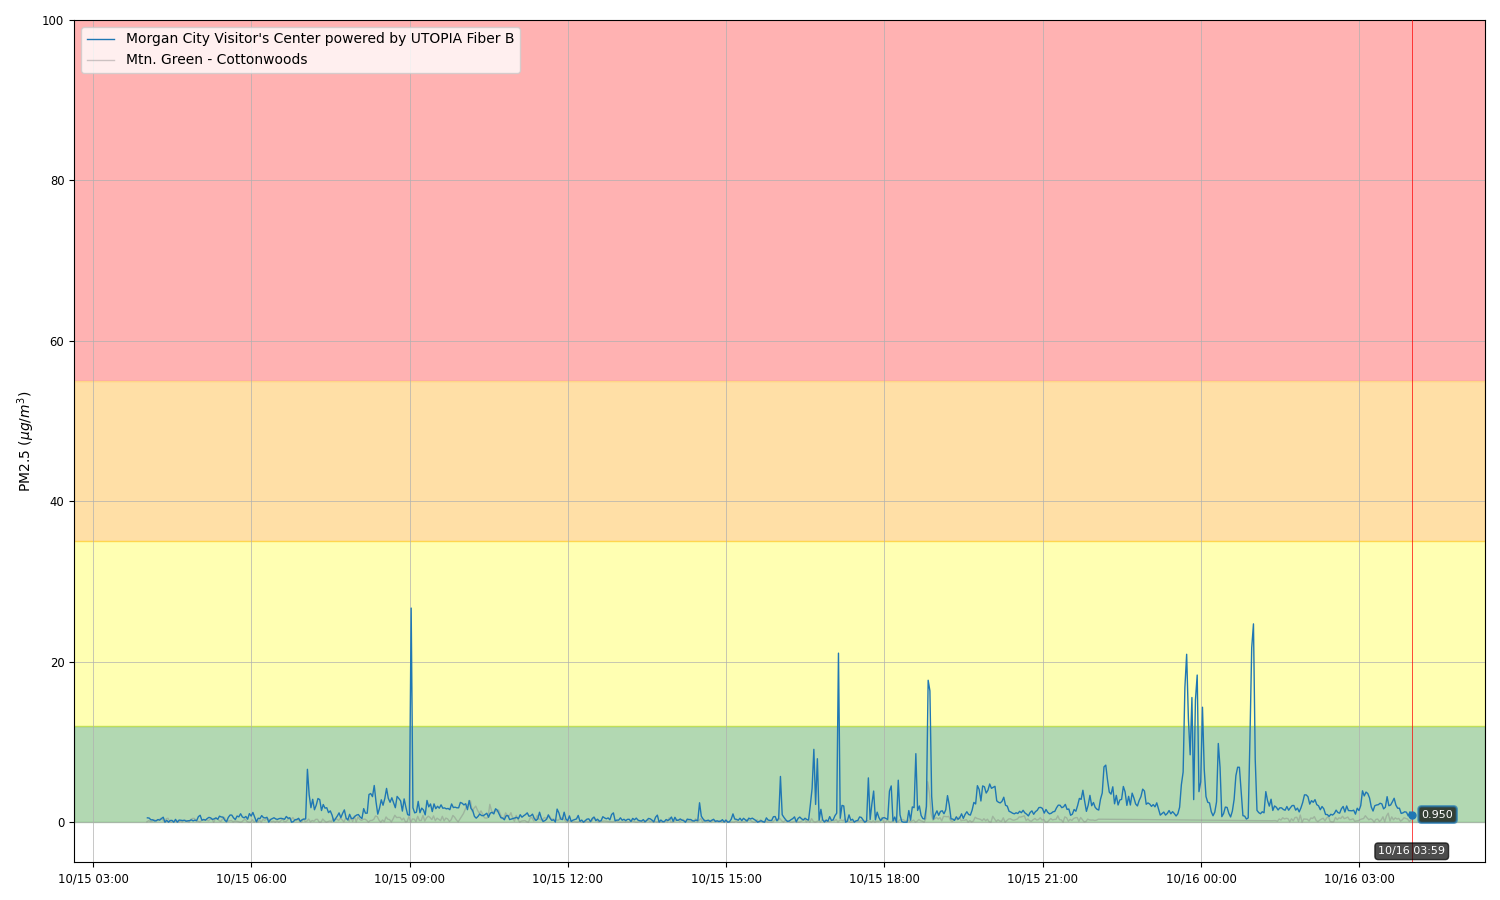 100
Morgan City Visitor's Center powered by UTOPIA Fiber B
Mtn. Green - Cottonwoods
80
60
PM2.5 (μg/m³)
40
20
0
0.950
10/16 03:59
10/15 03:00 10/15 06:00 10/15 09:00 10/15 12:00 10/15 15:00 10/15 18:00 10/15 21:00 10/16 00:00 10/16 03:00